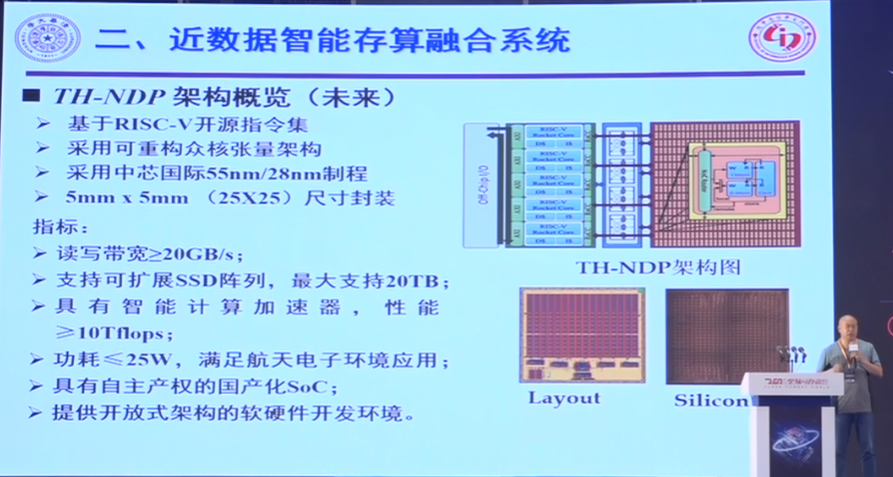 二、近数据智能存算融合系统
TH-NDP 架构概览（未来）
基于RISC-V开源指令集
采用可重构众核张量架构
采用中芯国际55nm/28nm制程
5mm x 5mm （25X25）尺寸封装
指标:
读写带宽≥20GB/s；
支持可扩展SSD阵列，最大支持20TB；
具有智能计算加速器，性能
≥10Tflops；
功耗≤25W，满足航天电子环境应用；
具有自主产权的国产化SoC；
提供开放式架构的软硬件开发环境。
Off-Chip I/O
AXI
RISC-V
Rocket Core
D$ I$
AXI
RISC-V
Rocket Core
D$ I$
AXI
RISC-V
Rocket Core
D$ I$
AXI
RISC-V
Rocket Core
D$ I$
AXI
RISC-V
Rocket Core
D$ I$
TH-NDP架构图
Layout
Silicon